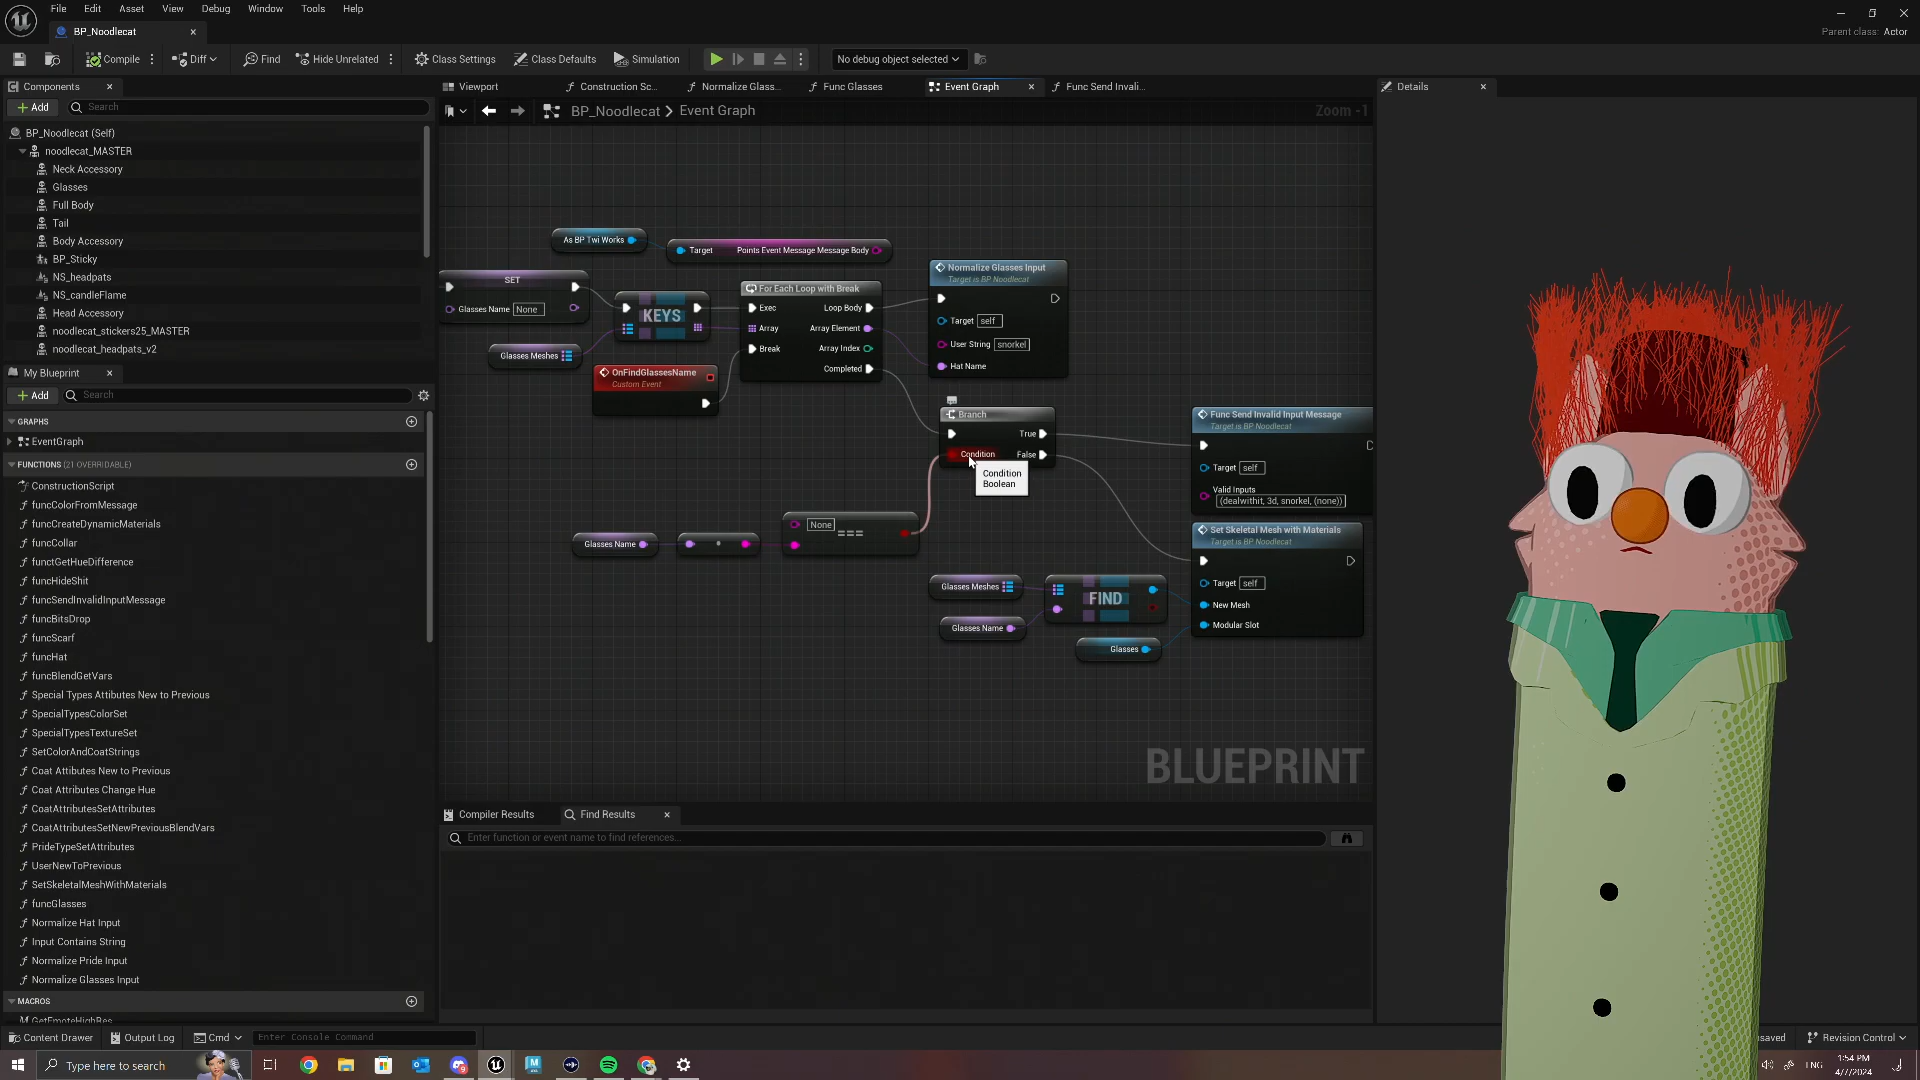 File Edit Asset View Debug Window Tools Help
BP_Noodlecat
Parent class: Actor
Compile
Diff
Find
Hide Unrelated
Class Settings
Class Defaults
Simulation
No debug object selected
Components
Add
Search
BP_Noodlecat (Self)
noodlecat_MASTER
Neck Accessory
Glasses
Full Body
Tail
Body Accessory
BP_Sticky
NS_headpats
NS_candleFlame
Head Accessory
noodlecat_stickers25_MASTER
noodlecat_headpats_v2
My Blueprint
Add
Search
GRAPHS
EventGraph
FUNCTIONS (21 OVERRIDABLE)
ConstructionScript
funcColorFromMessage
funcCreateDynamicMaterials
funcCollar
functGetHueDifference
funcHideShit
funcSendInvalidInputMessage
funcBitsDrop
funcScarf
funcHat
funcBlendGetVars
Special Types Attibutes New to Previous
SpecialTypesColorSet
SpecialTypesTextureSet
SetColorAndCoatStrings
Coat Attibutes New to Previous
Coat Attributes Change Hue
CoatAttributesSetAttributes
CoatAttributesSetNewPreviousBlendVars
PrideTypeSetAttributes
UserNewToPrevious
SetSkeletalMeshWithMaterials
funcGlasses
Normalize Hat Input
Input Contains String
Normalize Pride Input
Normalize Glasses Input
MACROS
GetEmoteHighRes
Viewport
Construction Sc...
Normalize Glass...
Func Glasses
Event Graph
Func Send Invali...
BP_Noodlecat > Event Graph
Zoom -1
As BP Twi Works
Target Points Event Message Message Body
SET
Glasses Name None
Glasses Meshes
KEYS
OnFindGlassesName
Custom Event
For Each Loop with Break
Exec Loop Body
Array Array Element
Break Array Index
Completed
Normalize Glasses Input
Target is BP Noodlecat
Target self
User String snorkel
Hat Name
Branch
True
Condition False
Condition
Boolean
Glasses Name
None
===
Func Send Invalid Input Message
Target is BP Noodlecat
Target self
Valid Inputs
(dealwithit, 3d, snorkel, (none))
Set Skeletal Mesh with Materials
Target is BP Noodlecat
Target self
New Mesh
Modular Slot
Glasses Meshes
FIND
Glasses Name
Glasses
BLUEPRINT
Compiler Results
Find Results
Enter function or event name to find references...
Details
Content Drawer
Output Log
Cmd
Enter Console Command
Revision Control
Type here to search
ENG
1:54 PM
4/7/2024